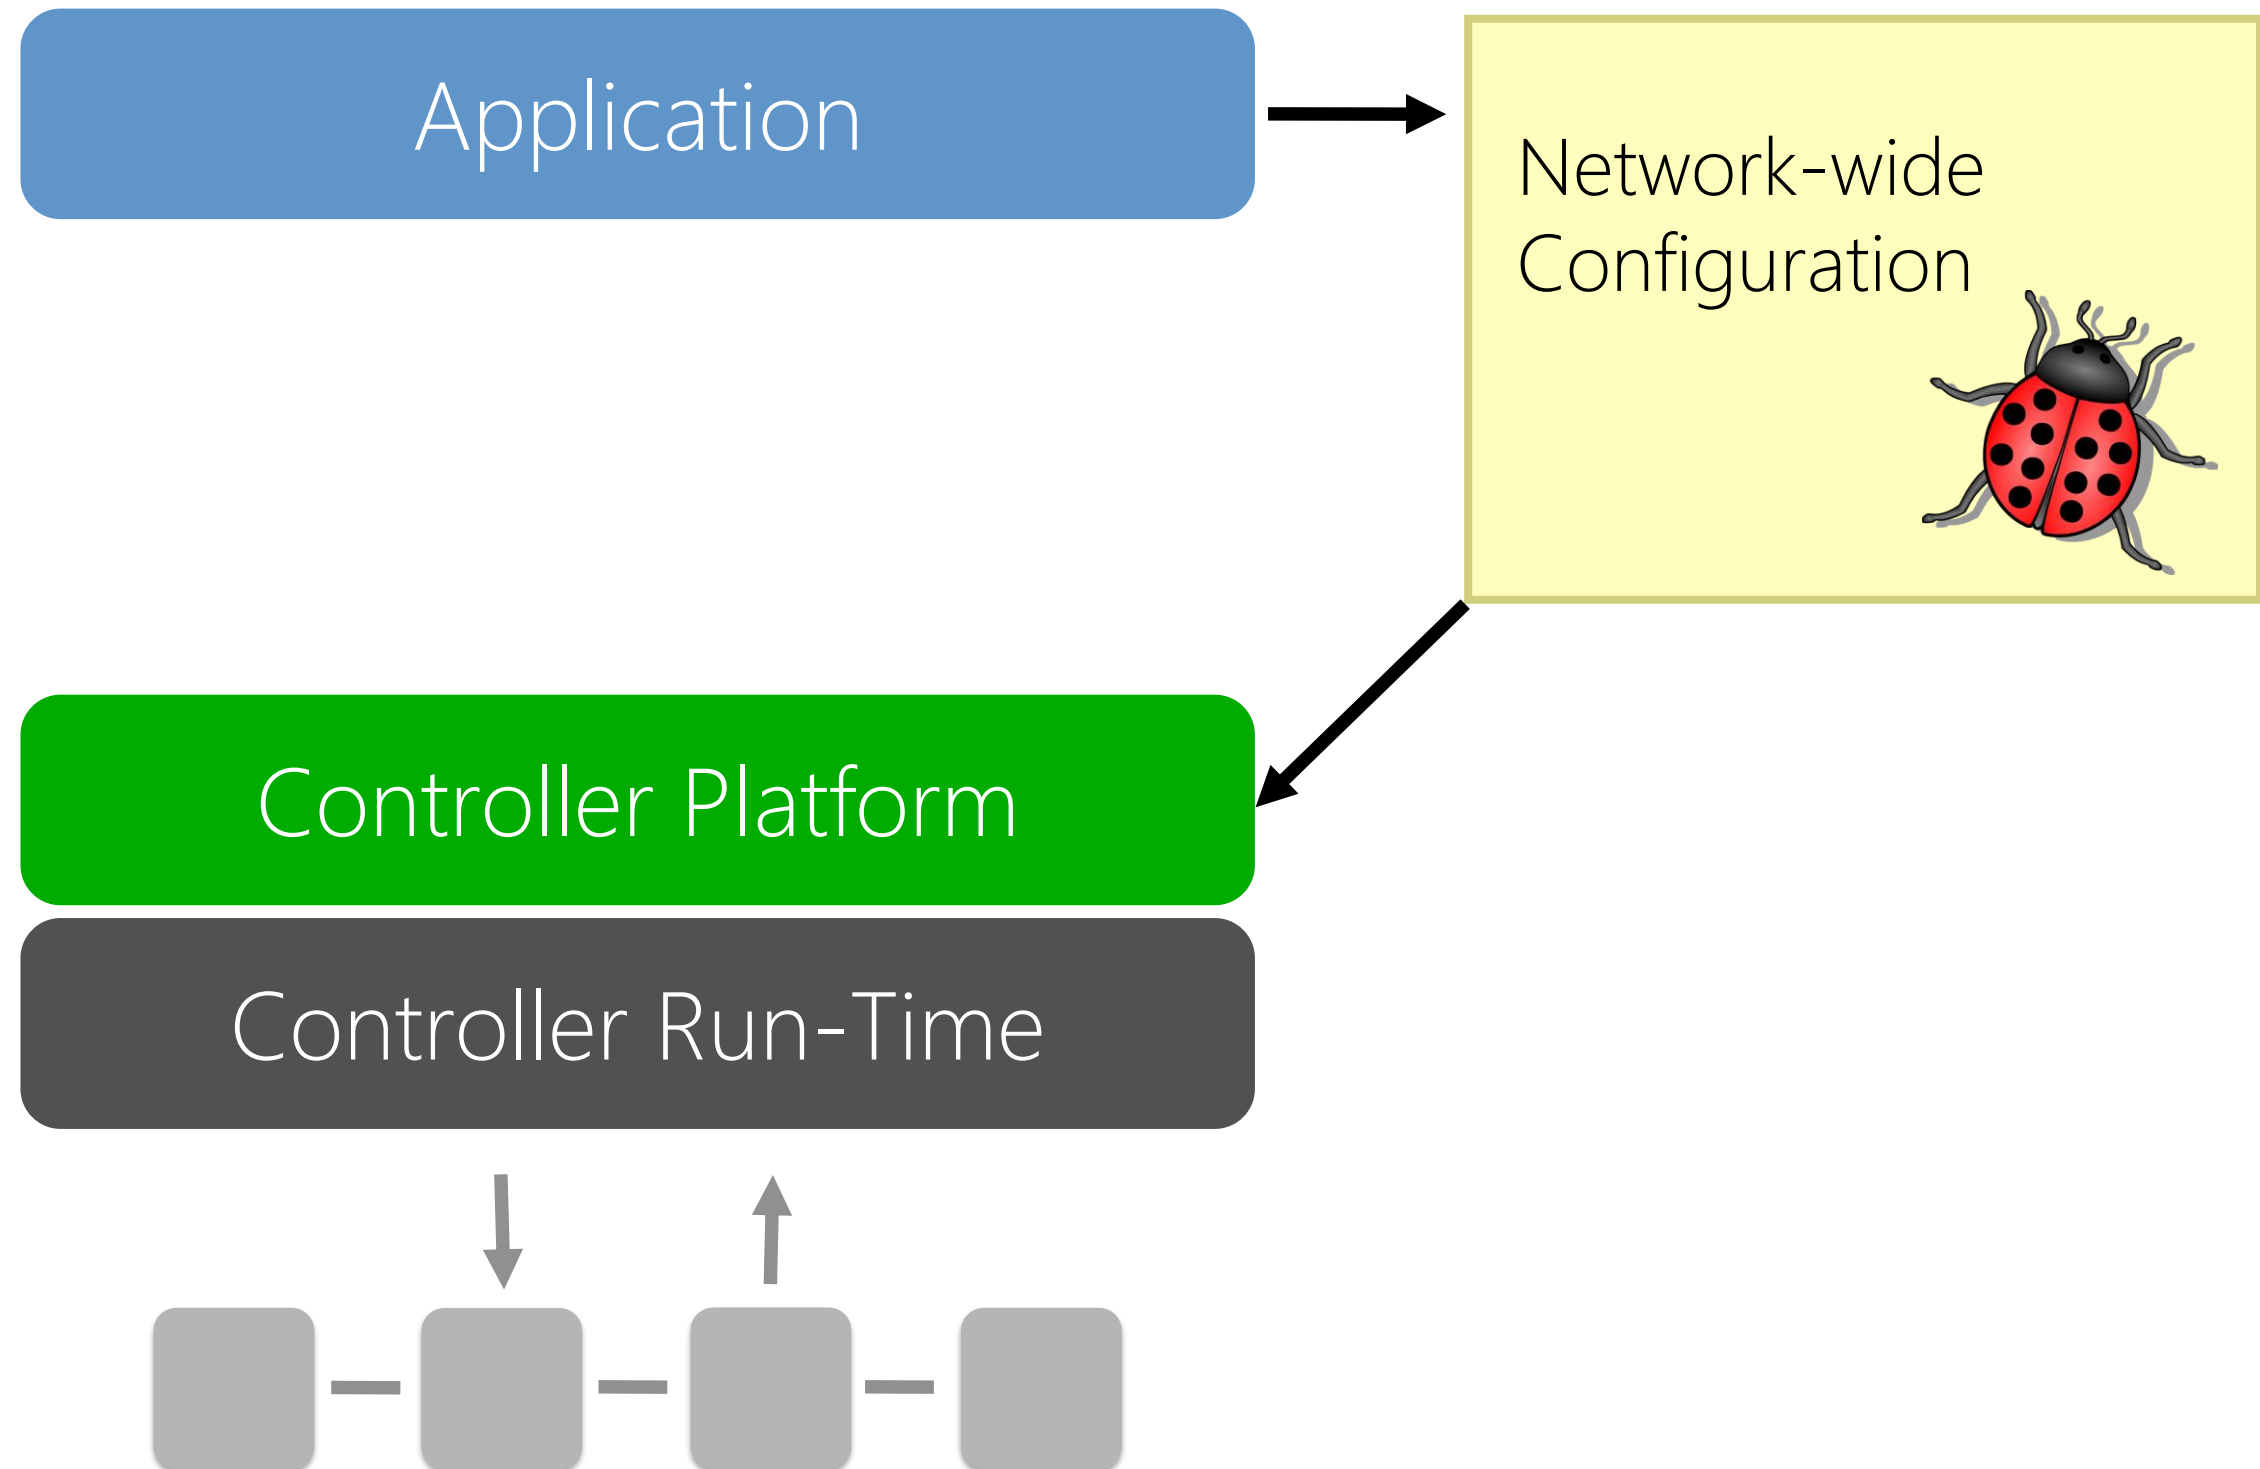 Application
Network-wide
Configuration
Controller Platform
Controller Run-Time